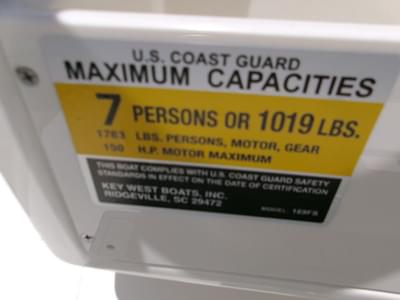 U.S. COAST GUARD
MAXIMUM CAPACITIES
7 PERSONS OR 1019 LBS.
1783 LBS. PERSONS, MOTOR, GEAR
150 H.P. MOTOR MAXIMUM
THIS BOAT COMPLIES WITH U.S. COAST GUARD SAFETY
STANDARDS IN EFFECT ON THE DATE OF CERTIFICATION
KEY WEST BOATS, INC.
RIDGEVILLE, SC 29472
MODEL: 189FS